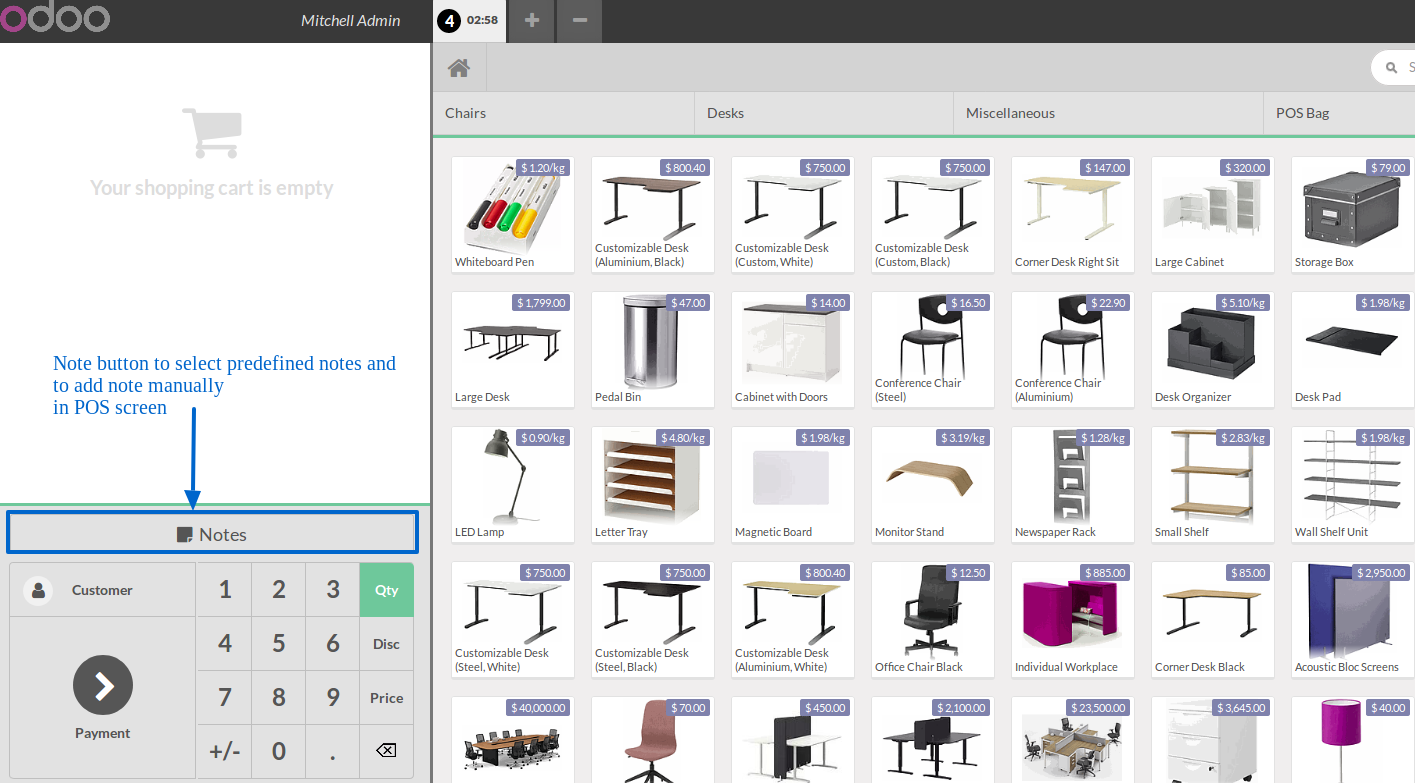 odoo
Mitchell Admin
4 02:58
+
−
S
Chairs
Desks
Miscellaneous
POS Bag
Your shopping cart is empty
Note button to select predefined notes and
to add note manually
in POS screen
Notes
Customer
Payment
1 2 3 Qty
4 5 6 Disc
7 8 9 Price
+/- 0 .
$ 1.20/kg
Whiteboard Pen
$ 800.40
Customizable Desk
(Aluminium, Black)
$ 750.00
Customizable Desk
(Custom, White)
$ 750.00
Customizable Desk
(Custom, Black)
$ 147.00
Corner Desk Right Sit
$ 320.00
Large Cabinet
$ 79.00
Storage Box
$ 1,799.00
Large Desk
$ 47.00
Pedal Bin
$ 14.00
Cabinet with Doors
$ 16.50
Conference Chair
(Steel)
$ 22.90
Conference Chair
(Aluminium)
$ 5.10/kg
Desk Organizer
$ 1.98/kg
Desk Pad
$ 0.90/kg
LED Lamp
$ 4.80/kg
Letter Tray
$ 1.98/kg
Magnetic Board
$ 3.19/kg
Monitor Stand
$ 1.28/kg
Newspaper Rack
$ 2.83/kg
Small Shelf
$ 1.98/kg
Wall Shelf Unit
$ 750.00
Customizable Desk
(Steel, White)
$ 750.00
Customizable Desk
(Steel, Black)
$ 800.40
Customizable Desk
(Aluminium, White)
$ 12.50
Office Chair Black
$ 885.00
Individual Workplace
$ 85.00
Corner Desk Black
$ 2,950.00
Acoustic Bloc Screens
$ 40,000.00
$ 70.00
$ 450.00
$ 2,100.00
$ 23,500.00
$ 3,645.00
$ 40.00